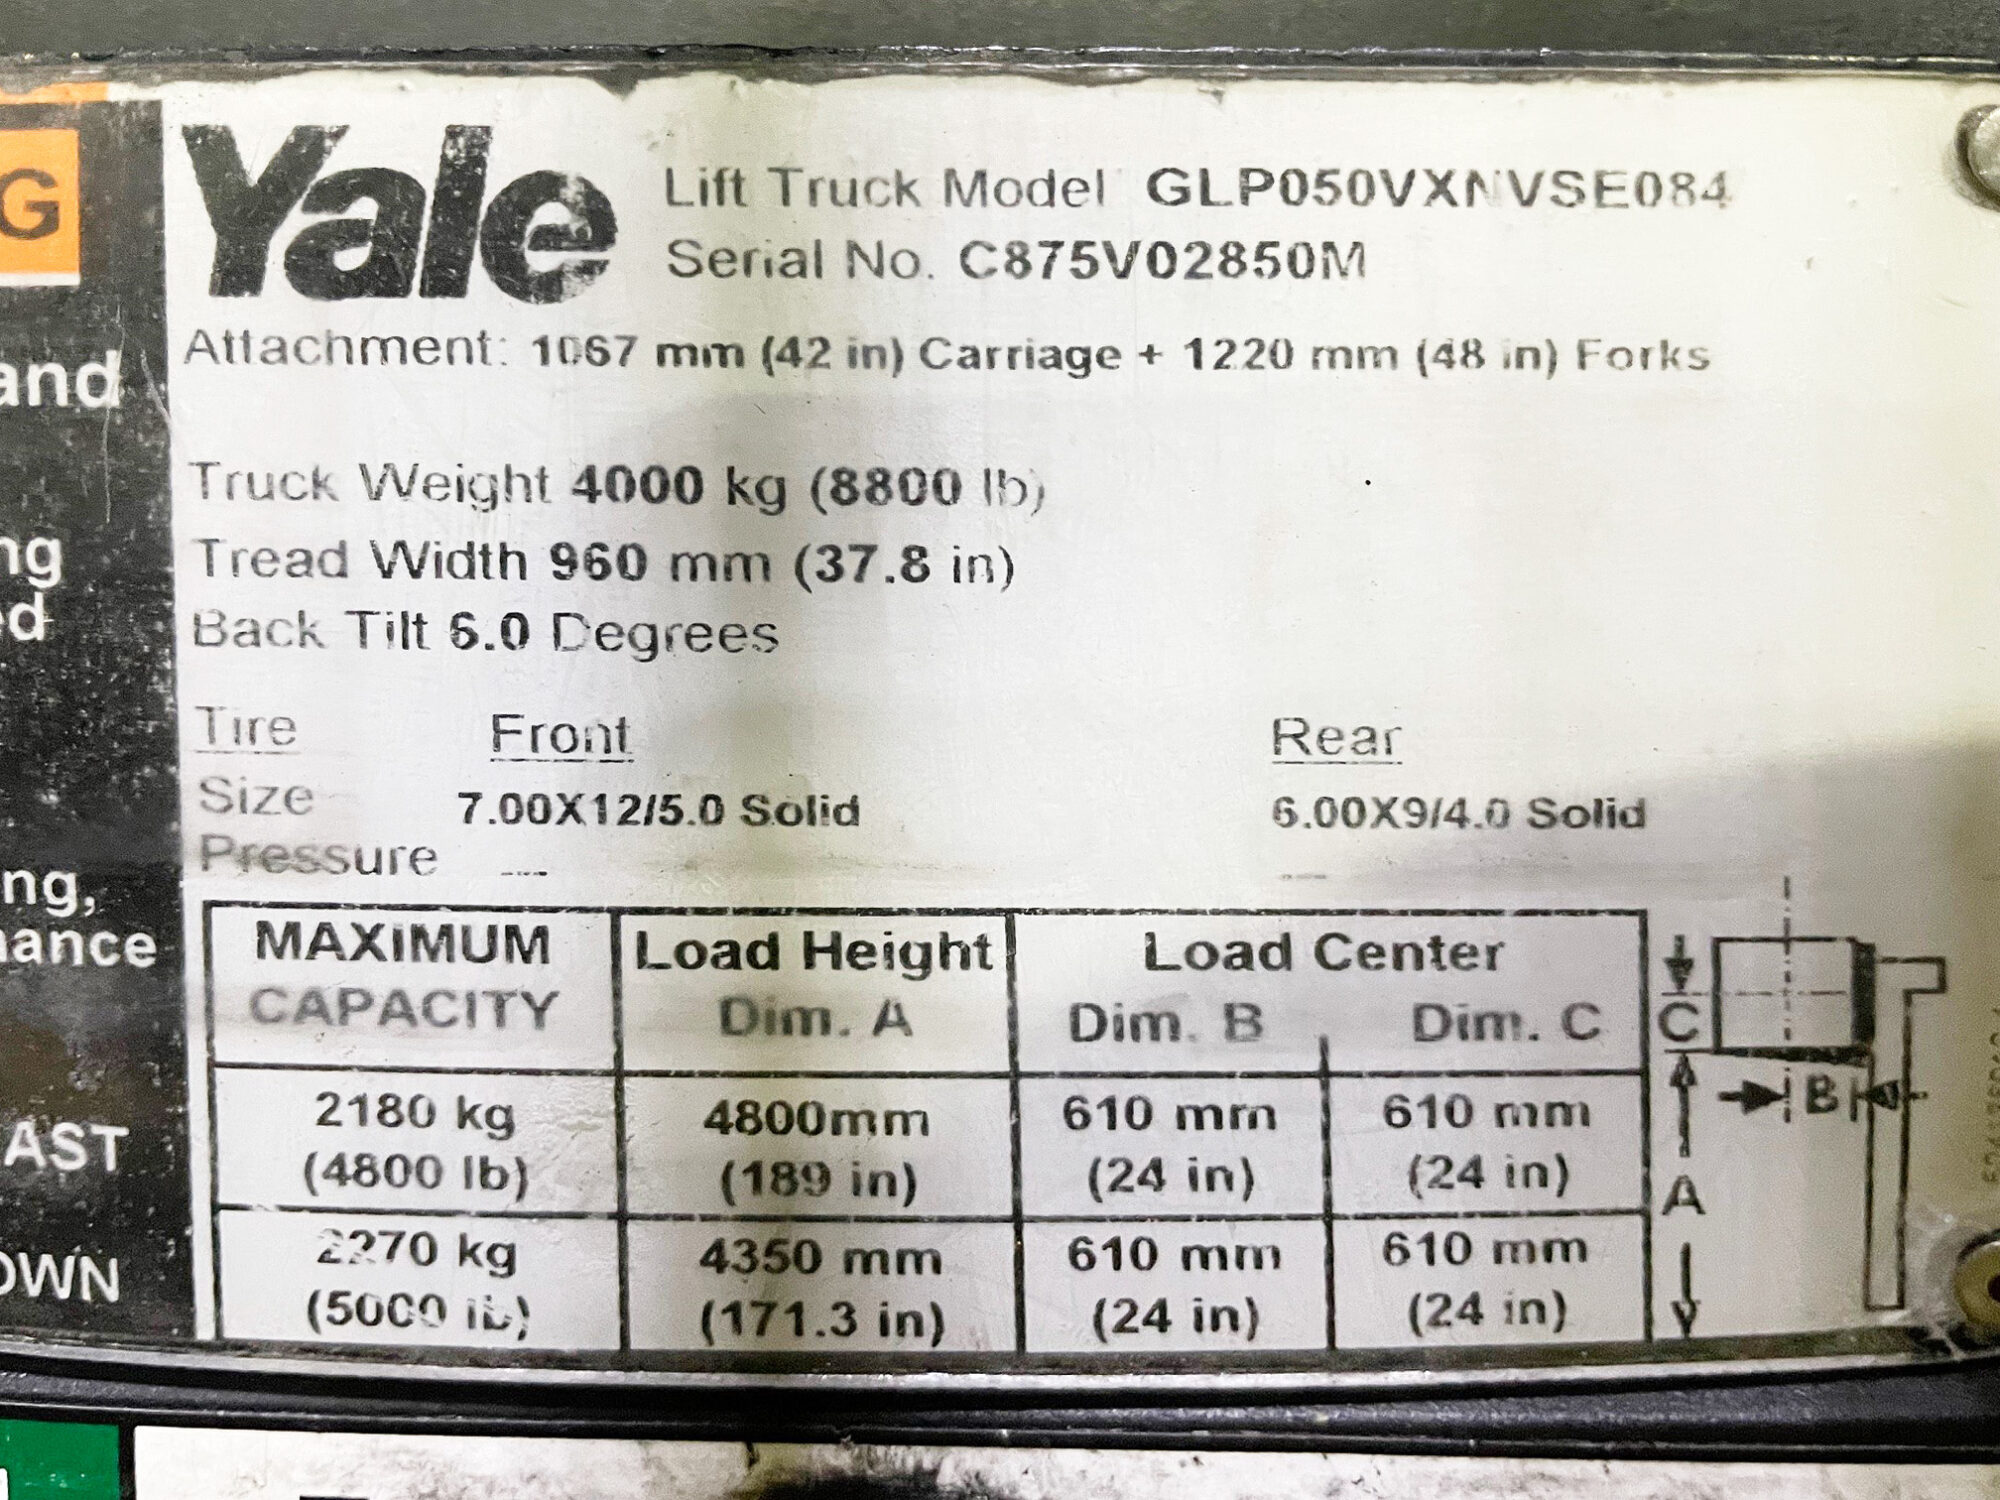 G
and
ng
ed
ng,
nance
AST
OWN
Yale
Lift Truck Model GLP050VXNVSE084
Serial No. C875V02850M
Attachment: 1067 mm (42 in) Carriage + 1220 mm (48 in) Forks
Truck Weight 4000 kg (8800 lb)
Tread Width 960 mm (37.8 in)
Back Tilt 6.0 Degrees
Tire Front Rear
Size 7.00X12/5.0 Solid 6.00X9/4.0 Solid
Pressure --- ---
MAXIMUM Load Height Load Center
CAPACITY Dim. A Dim. B Dim. C
2180 kg 4800mm 610 mm 610 mm
(4800 lb) (189 in) (24 in) (24 in)
2270 kg 4350 mm 610 mm 610 mm
(5000 lb) (171.3 in) (24 in) (24 in)
C
B
A